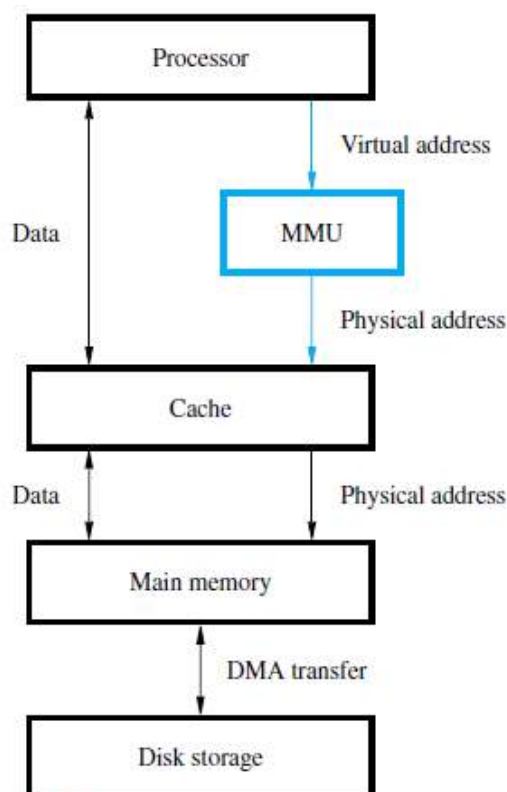 Processor
Virtual address
Data
MMU
Physical address
Cache
Data
Physical address
Main memory
DMA transfer
Disk storage